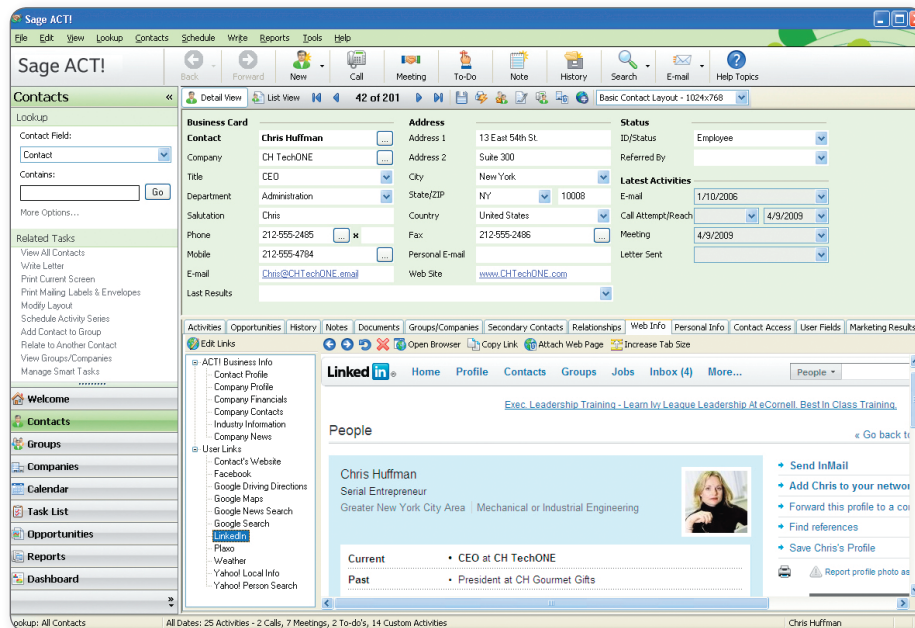 Sage ACT!
File Edit View Lookup Contacts Schedule Write Reports Tools Help
Sage ACT!
Back Forward New Call Meeting To-Do Note History Search E-mail Help Topics
Contacts «
Detail View List View 42 of 201 Basic Contact Layout - 1024x768
Lookup
Contact Field:
Contact
Contains:
Go
More Options...
Related Tasks
View All Contacts
Write Letter
Print Current Screen
Print Mailing Labels & Envelopes
Modify Layout
Schedule Activity Series
Add Contact to Group
Relate to Another Contact
View Groups/Companies
Manage Smart Tasks
Welcome
Contacts
Groups
Companies
Calendar
Task List
Opportunities
Reports
Dashboard
Business Card
Contact Chris Huffman ...
Company CH TechONE ...
Title CEO
Department Administration
Salutation Chris
Phone 212-555-2485 ... x
Mobile 212-555-4784 ...
E-mail Chris@CHTechONE.email
Last Results
Address
Address 1 13 East 54th St.
Address 2 Suite 300
City New York
State/ZIP NY 10008
Country United States
Fax 212-555-2486 ...
Personal E-mail
Web Site www.CHTechONE.com
Status
ID/Status Employee
Referred By
Latest Activities
E-mail 1/10/2006
Call Attempt/Reach 4/9/2009
Meeting 4/9/2009
Letter Sent
Activities Opportunities History Notes Documents Groups/Companies Secondary Contacts Relationships Web Info Personal Info Contact Access User Fields Marketing Results
Edit Links
Open Browser Copy Link Attach Web Page Increase Tab Size
ACT! Business Info
Contact Profile
Company Profile
Company Financials
Company Contacts
Industry Information
Company News
User Links
Contact's Website
Facebook
Google Driving Directions
Google Maps
Google News Search
Google Search
LinkedIn
Plaxo
Weather
Yahoo! Local Info
Yahoo! Person Search
Linked in Home Profile Contacts Groups Jobs Inbox (4) More... People
Exec. Leadership Training - Learn Ivy League Leadership At eCornell. Best In Class Training.
People
« Go back to
Chris Huffman
Serial Entrepreneur
Greater New York City Area | Mechanical or Industrial Engineering
Current • CEO at CH TechONE
Past • President at CH Gourmet Gifts
Send InMail
Add Chris to your networ
Forward this profile to a co
Find references
Save Chris's Profile
Report profile photo as
ookup: All Contacts
All Dates: 25 Activities - 2 Calls, 7 Meetings, 2 To-do's, 14 Custom Activities
Chris Huffman